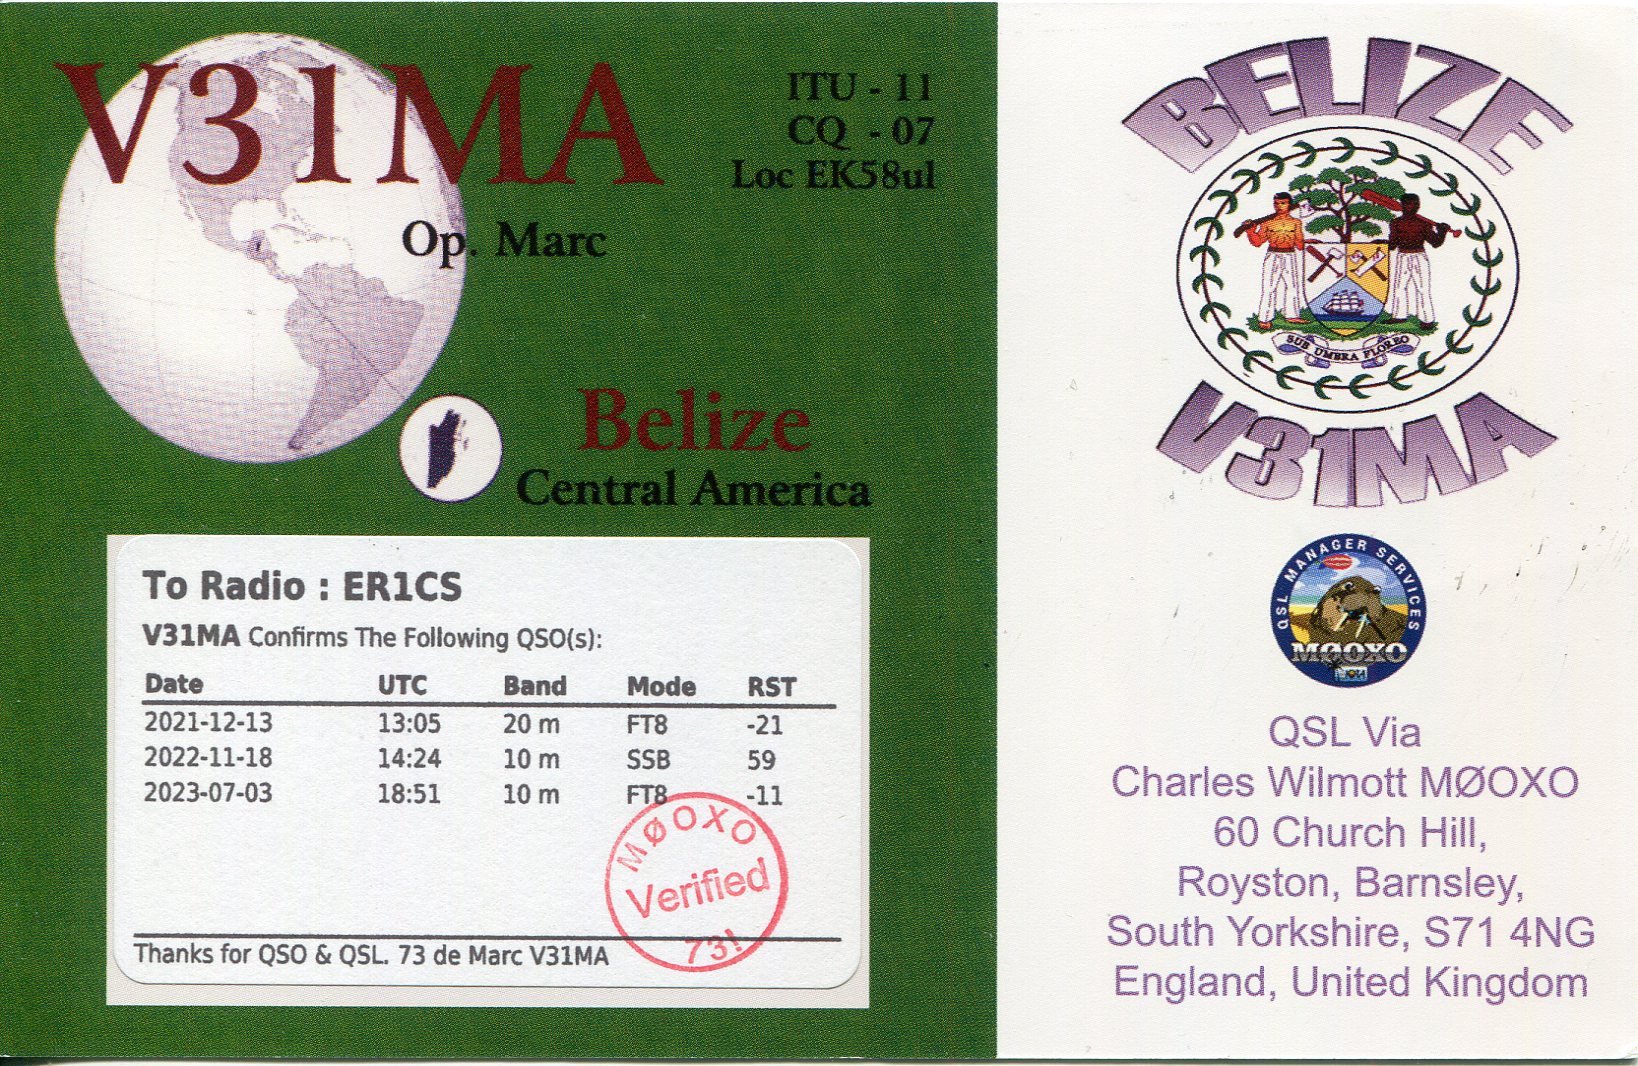 V31MA
Op. Marc
ITU - 11
CQ - 07
Loc EK58ul
Belize
Central America
To Radio : ER1CS
V31MA Confirms The Following QSO(s):
Date UTC Band Mode RST
2021-12-13 13:05 20 m FT8 -21
2022-11-18 14:24 10 m SSB 59
2023-07-03 18:51 10 m FT8 -11
MØOXO
Verified
73!
Thanks for QSO & QSL. 73 de Marc V31MA
BELIZE
SUB UMBRA FLOREO
V31MA
QSL MANAGER SERVICES
MØOXO
QSL Via
Charles Wilmott MØOXO
60 Church Hill,
Royston, Barnsley,
South Yorkshire, S71 4NG
England, United Kingdom